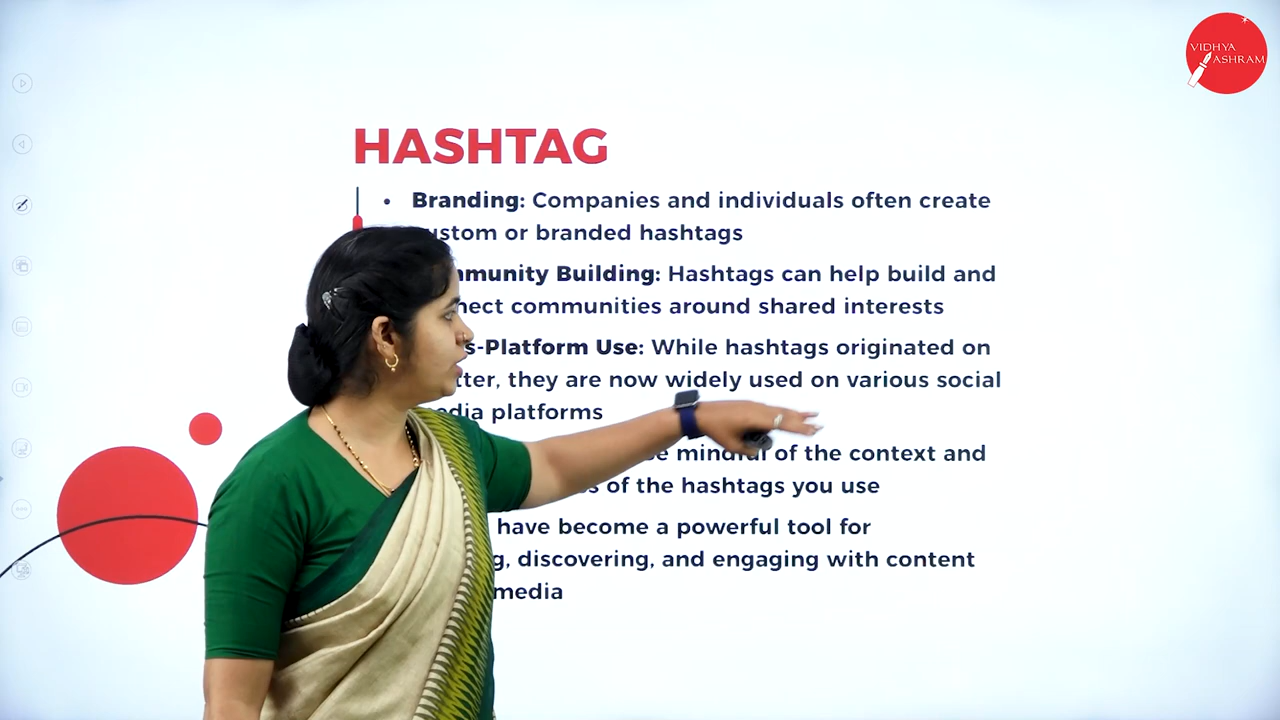 VIDHYA
ASHRAM
HASHTAG
• Branding: Companies and individuals often create
custom or branded hashtags
Community Building: Hashtags can help build and
connect communities around shared interests
Platform Use: While hashtags originated on
Twitter, they are now widely used on various social
media platforms
be mindful of the context and
of the hashtags you use
have become a powerful tool for
discovering, and engaging with content
media